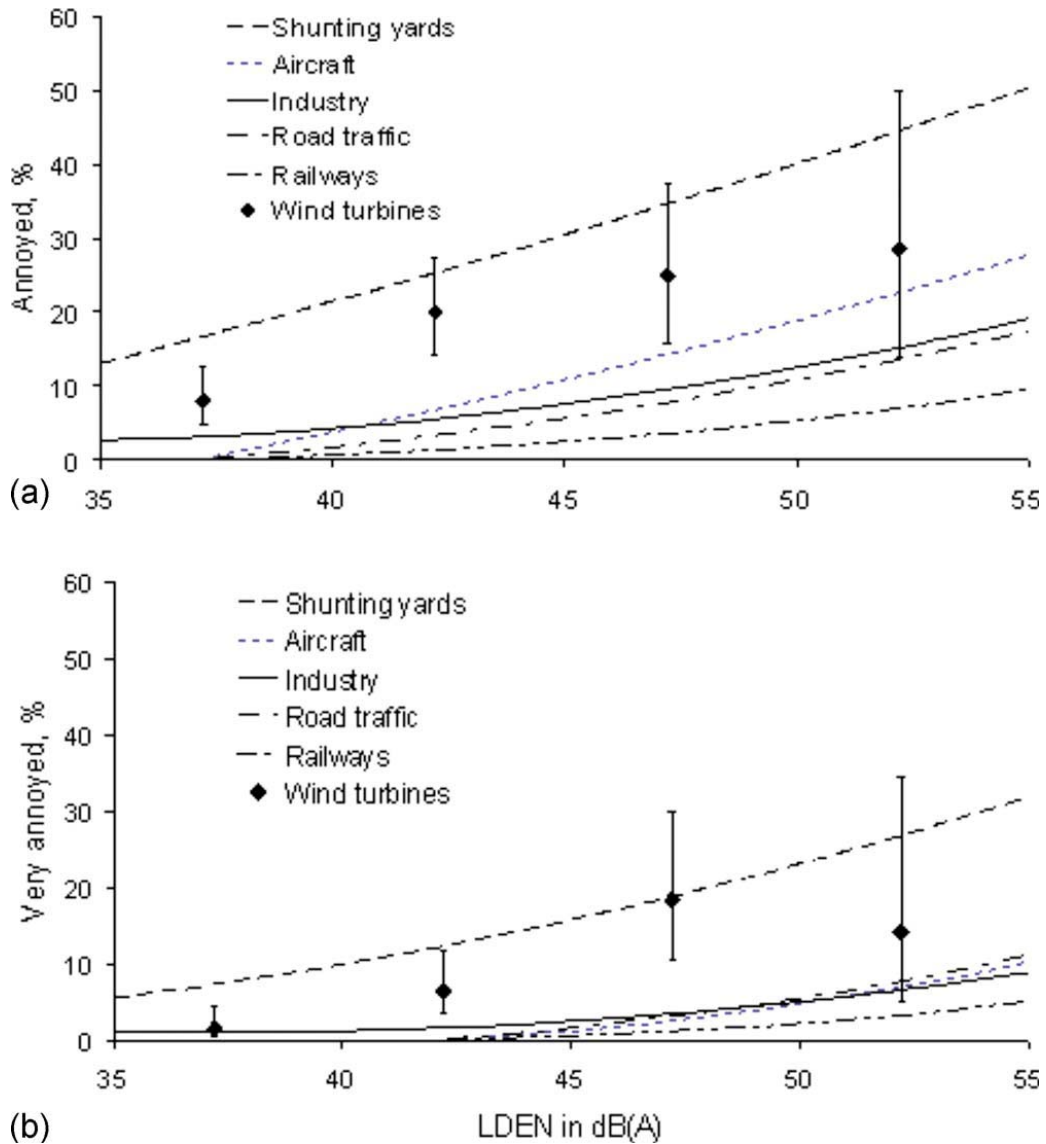 60
50
40
30
20
10
0
Annoyed, %
Shunting yards
Aircraft
Industry
Road traffic
Railways
Wind turbines
35 40 45 50 55
(a)
60
50
40
30
20
10
0
Very annoyed, %
Shunting yards
Aircraft
Industry
Road traffic
Railways
Wind turbines
35 40 45 50 55
(b) LDEN in dB(A)